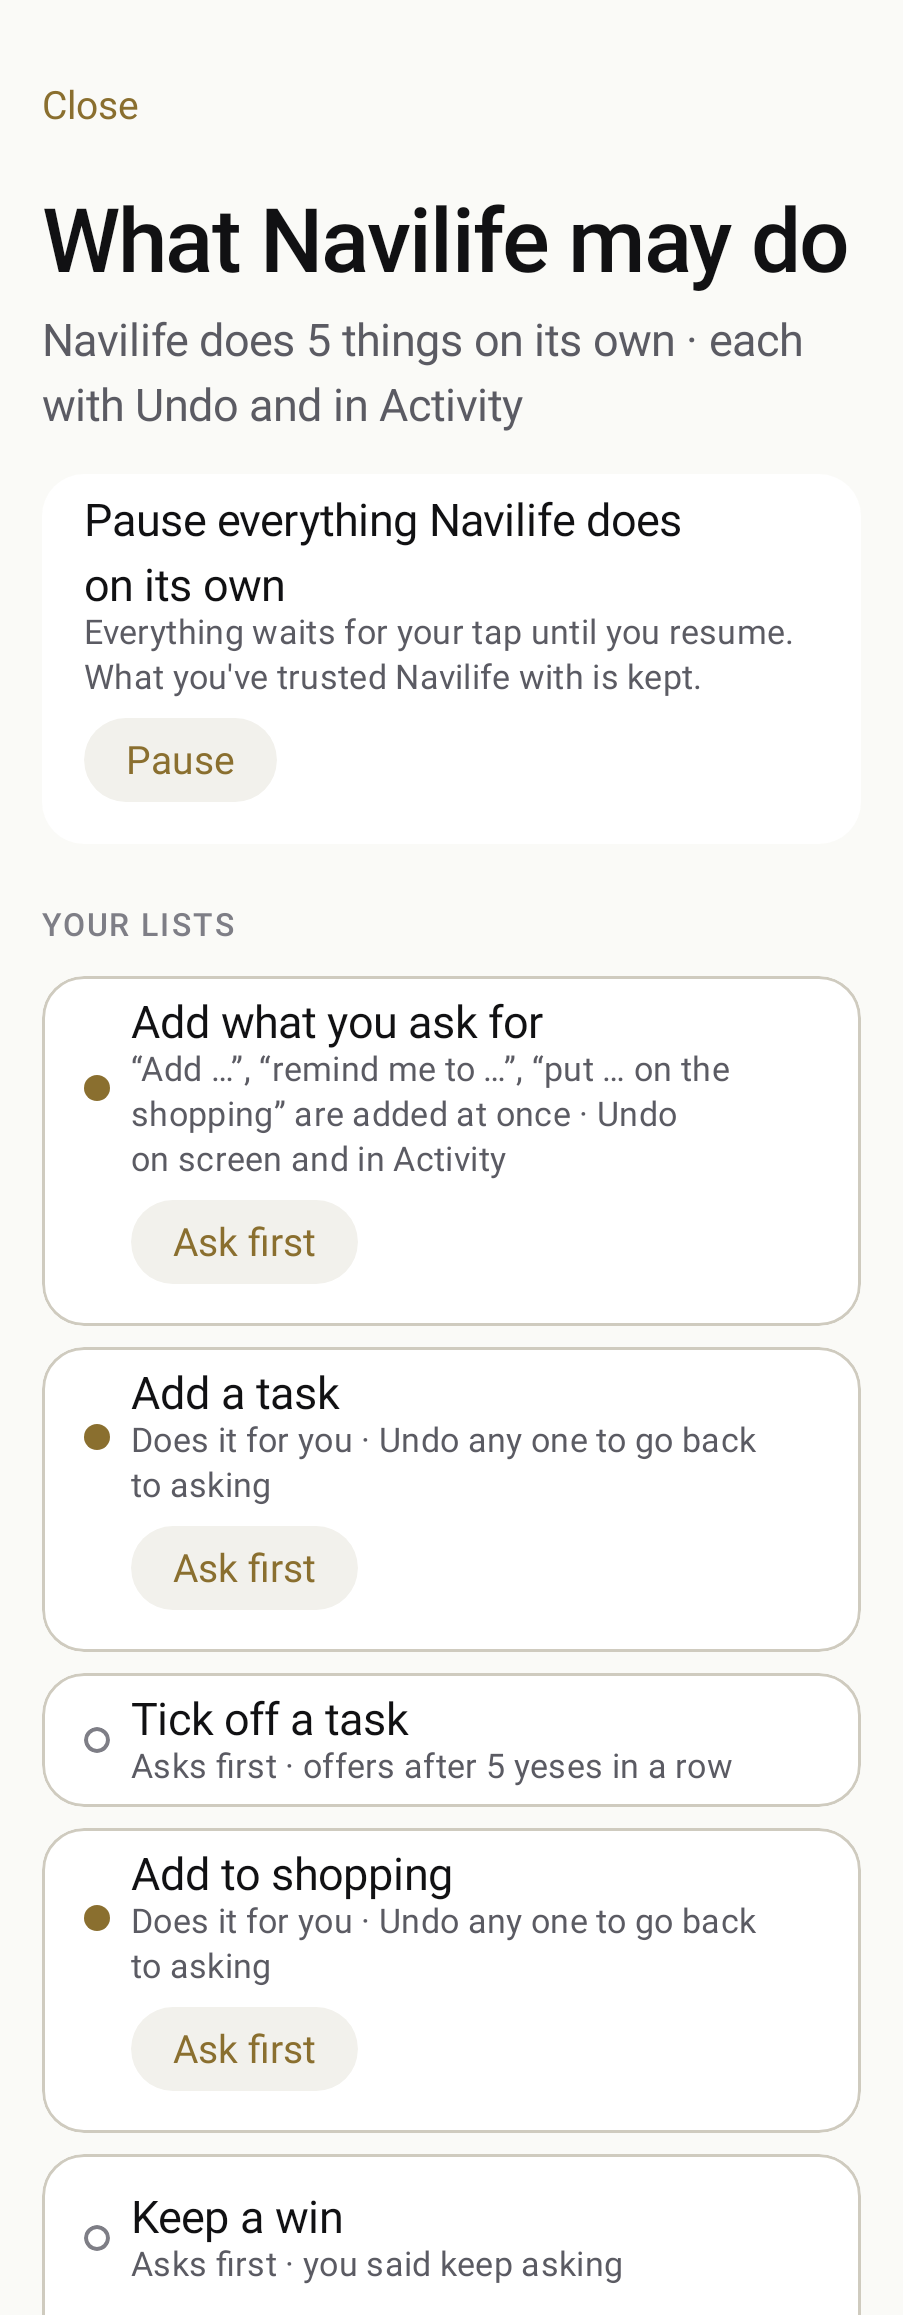 Close
What Navilife may do
Navilife does 5 things on its own · each
with Undo and in Activity
Pause everything Navilife does
on its own
Everything waits for your tap until you resume.
What you've trusted Navilife with is kept.
Pause
YOUR LISTS
Add what you ask for
“Add …”, “remind me to …”, “put … on the
shopping” are added at once · Undo
on screen and in Activity
Ask first
Add a task
Does it for you · Undo any one to go back
to asking
Ask first
Tick off a task
Asks first · offers after 5 yeses in a row
Add to shopping
Does it for you · Undo any one to go back
to asking
Ask first
Keep a win
Asks first · you said keep asking